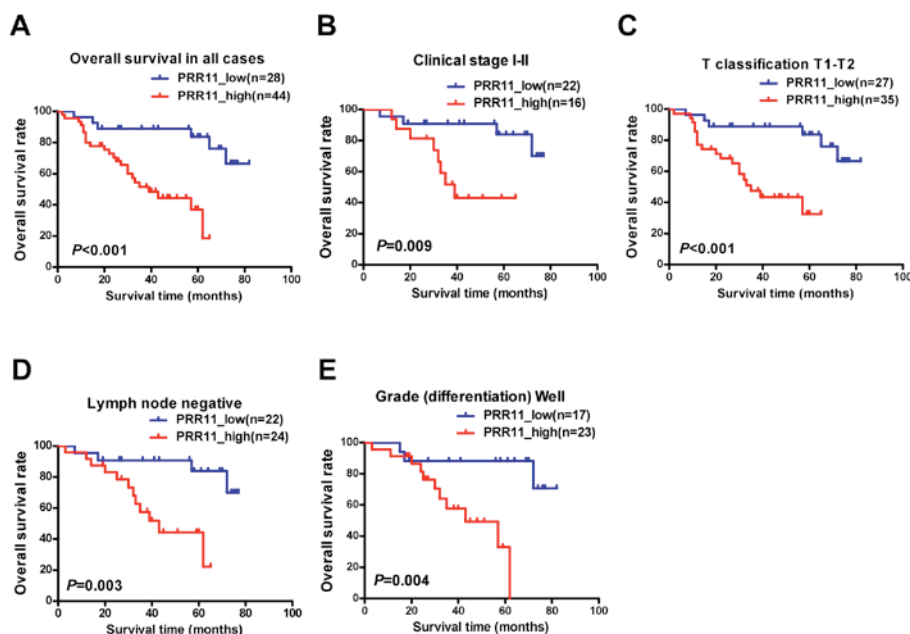 A
Overall survival in all cases
PRR11_low(n=28)
PRR11_high(n=44)
Overall survival rate
100
80
60
40
20
0
P<0.001
0 20 40 60 80 100
Survival time (months)
B
Clinical stage I-II
PRR11_low(n=22)
PRR11_high(n=16)
Overall survival rate
100
80
60
40
20
0
P=0.009
0 20 40 60 80 100
Survival time (months)
C
T classification T1-T2
PRR11_low(n=27)
PRR11_high(n=35)
Overall survival rate
100
80
60
40
20
0
P<0.001
0 20 40 60 80 100
Survival time (months)
D
Lymph node negative
PRR11_low(n=22)
PRR11_high(n=24)
Overall survival rate
100
80
60
40
20
0
P=0.003
0 20 40 60 80 100
Survival time (months)
E
Grade (differentiation) Well
PRR11_low(n=17)
PRR11_high(n=23)
Overall survival rate
100
80
60
40
20
0
P=0.004
0 20 40 60 80 100
Survival time (months)